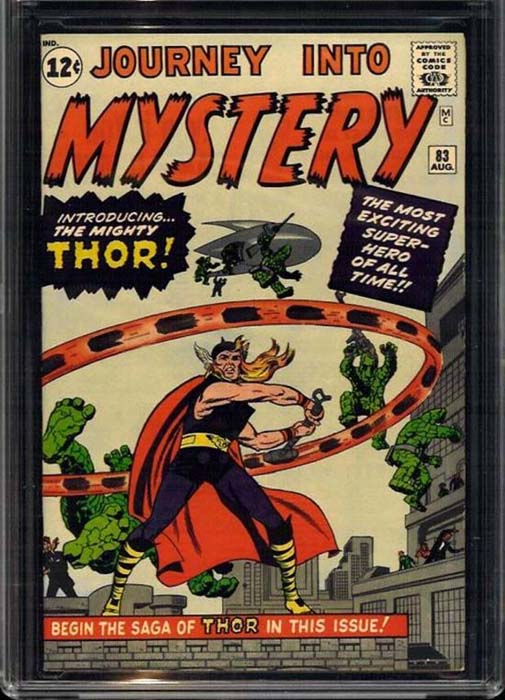 IND.
12¢
JOURNEY INTO
MYSTERY
APPROVED
BY THE
COMICS
CODE
CA
AUTHORITY
M
C
83
AUG.
INTRODUCING...
THE MIGHTY
THOR!
THE MOST
EXCITING
SUPER-
HERO
OF ALL
TIME!!
BEGIN THE SAGA OF THOR IN THIS ISSUE!